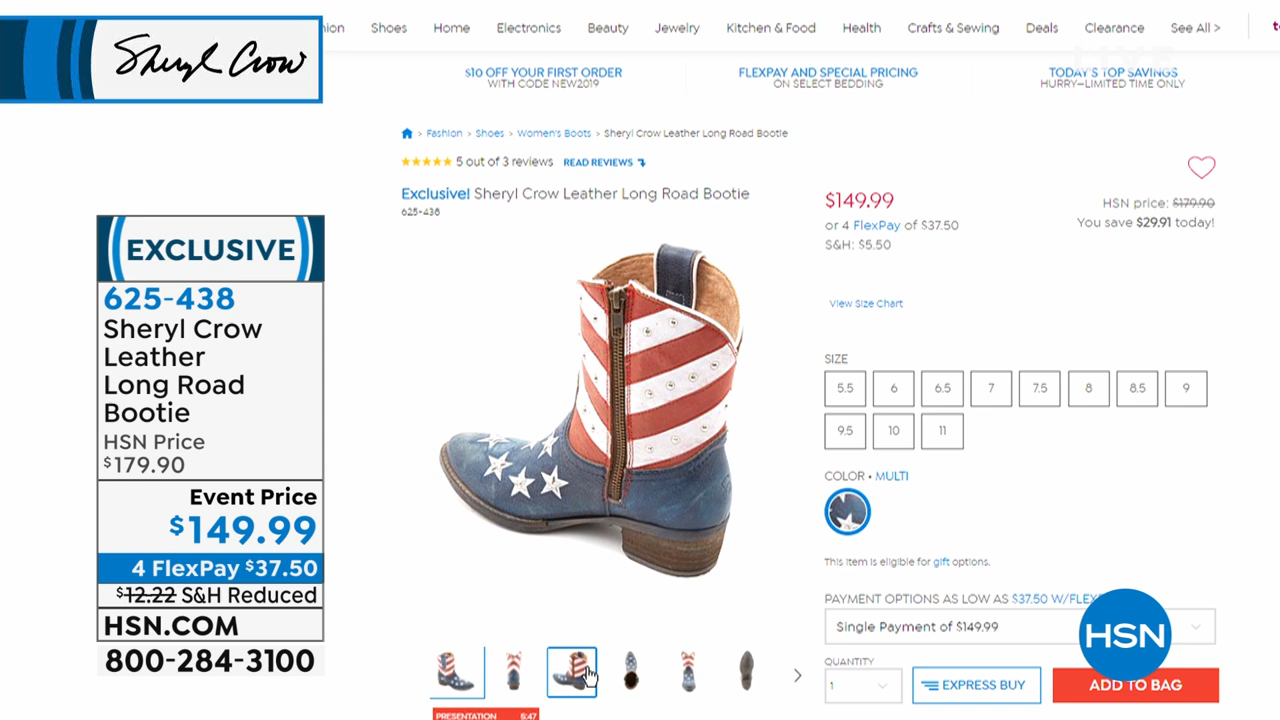 Sheryl Crow
Shoes
Home
Electronics
Beauty
Jewelry
Kitchen & Food
Health
Crafts & Sewing
Deals
Clearance
See All >
LIVE
$10 OFF YOUR FIRST ORDER
WITH CODE NEW2019
FLEXPAY AND SPECIAL PRICING
ON SELECT BEDDING
TODAY'S TOP SAVINGS
HURRY—LIMITED TIME ONLY
> Fashion > Shoes > Women's Boots > Sheryl Crow Leather Long Road Bootie
5 out of 3 reviews READ REVIEWS
Exclusive! Sheryl Crow Leather Long Road Bootie
625-438
$149.99
or 4 FlexPay of $37.50
S&H: $5.50
HSN price: $179.90
You save $29.91 today!
View Size Chart
SIZE
5.5 6 6.5 7 7.5 8 8.5 9
9.5 10 11
COLOR • MULTI
This item is eligible for gift options.
PAYMENT OPTIONS AS LOW AS $37.50 W/FLEX
Single Payment of $149.99
QUANTITY
1
EXPRESS BUY
ADD TO BAG
HSN
EXCLUSIVE
625-438
Sheryl Crow
Leather
Long Road
Bootie
HSN Price
$179.90
Event Price
$149.99
4 FlexPay $37.50
$12.22 S&H Reduced
HSN.COM
800-284-3100
PRESENTATION 6:47